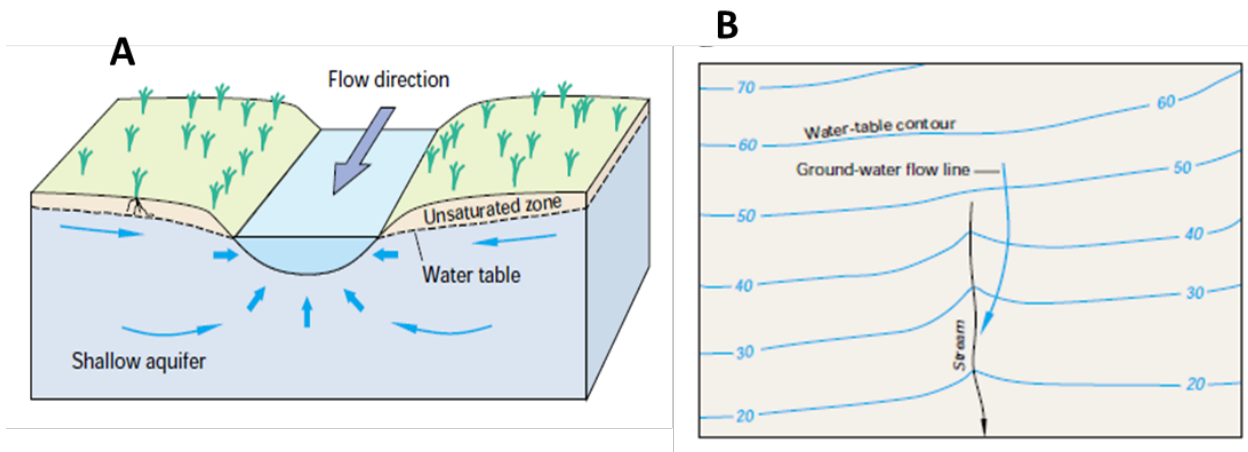 A
Flow direction
Unsaturated zone
Water table
Shallow aquifer
B
70
60
Water-table contour
60
Ground-water flow line
50
50
40
40
30
30
Stream
20
20